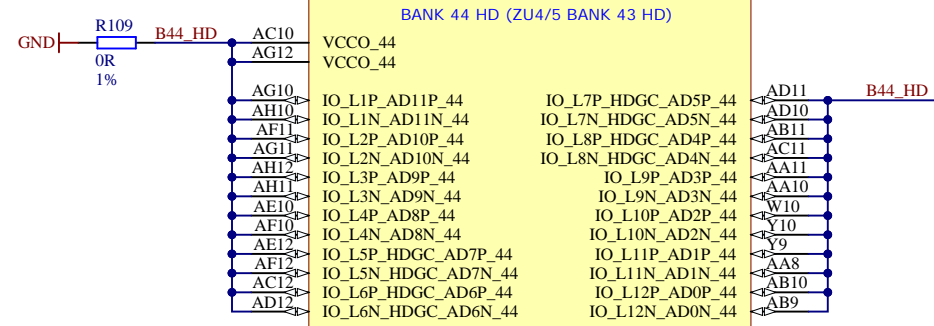 BANK 44 HD (ZU4/5 BANK 43 HD)
R109
GND
B44_HD
0R
1%
AC10 VCCO_44
AG12 VCCO_44
AG10 IO_L1P_AD11P_44 IO_L7P_HDGC_AD5P_44 AD11 B44_HD
AH10 IO_L1N_AD11N_44 IO_L7N_HDGC_AD5N_44 AD10
AF11 IO_L2P_AD10P_44 IO_L8P_HDGC_AD4P_44 AB11
AG11 IO_L2N_AD10N_44 IO_L8N_HDGC_AD4N_44 AC11
AH12 IO_L3P_AD9P_44 IO_L9P_AD3P_44 AA11
AH11 IO_L3N_AD9N_44 IO_L9N_AD3N_44 AA10
AE10 IO_L4P_AD8P_44 IO_L10P_AD2P_44 W10
AF10 IO_L4N_AD8N_44 IO_L10N_AD2N_44 Y10
AE12 IO_L5P_HDGC_AD7P_44 IO_L11P_AD1P_44 Y9
AF12 IO_L5N_HDGC_AD7N_44 IO_L11N_AD1N_44 AA8
AC12 IO_L6P_HDGC_AD6P_44 IO_L12P_AD0P_44 AB10
AD12 IO_L6N_HDGC_AD6N_44 IO_L12N_AD0N_44 AB9